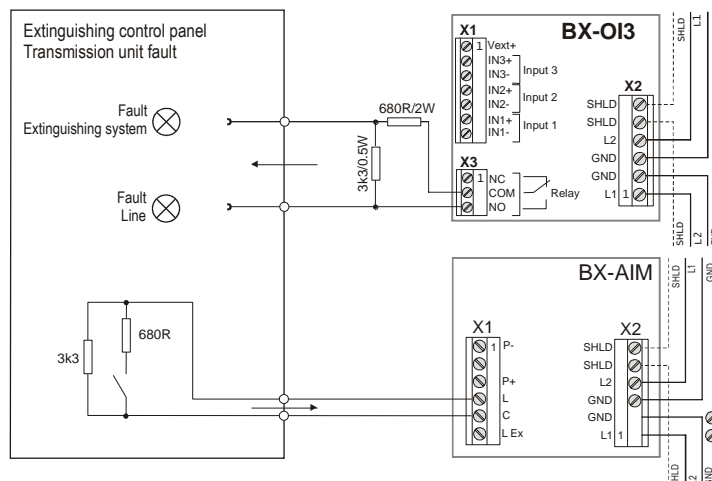 Extinguishing control panel
Transmission unit fault
Fault
Extinguishing system
Fault
Line
680R/2W
3k3/0.5W
BX-OI3
X1
1 Vext+
IN3+
IN3-
Input 3
IN2+
IN2-
Input 2
IN1+
IN1-
Input 1
X3
1 NC
COM
NO
Relay
X2
SHLD
SHLD
L2
GND
GND
L1 1
SHLD
L1
SHLD
L2
3k3
680R
BX-AIM
X1
1 P-
P+
L
C
L Ex
X2
SHLD
SHLD
L2
GND
GND
L1 1
SHLD
L1
GND
HLD
2
GND